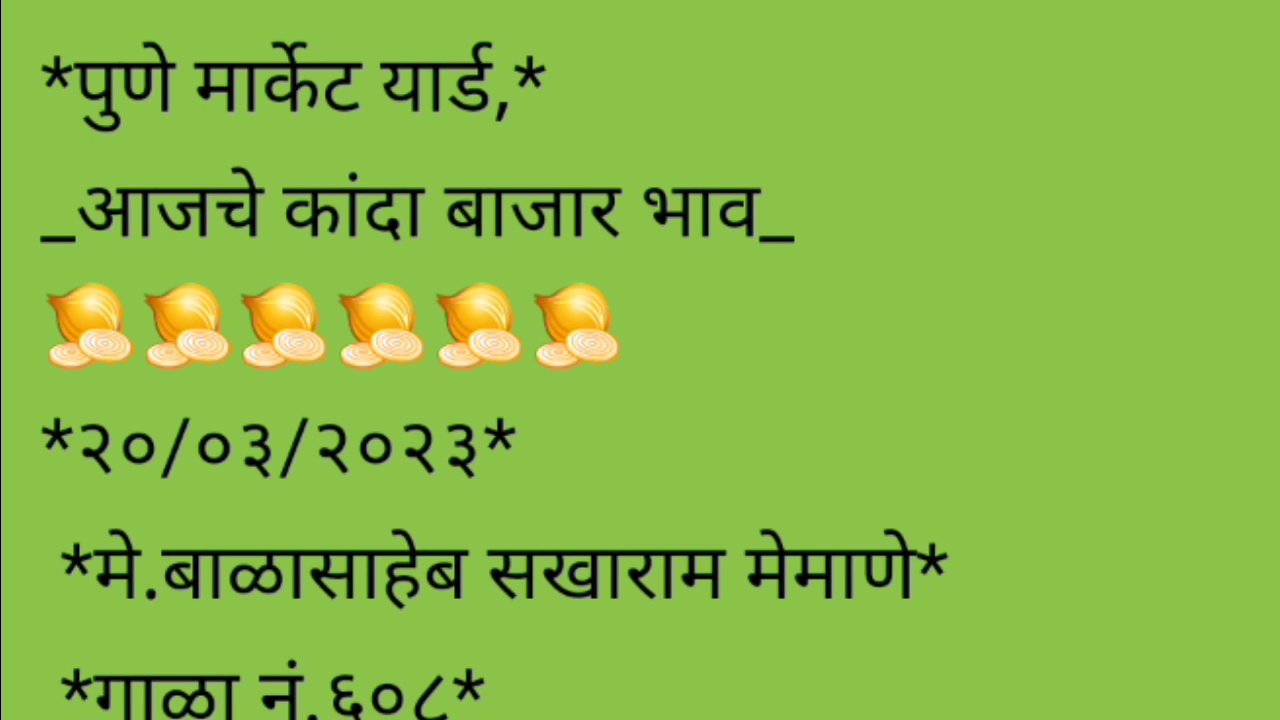 *पुणे मार्केट यार्ड,*
_आजचे कांदा बाजार भाव_
🧅🧅🧅🧅🧅🧅
*२०/०३/२०२३*
*मे.बाळासाहेब सखाराम मेमाणे*
*गाळा नं.६०८*